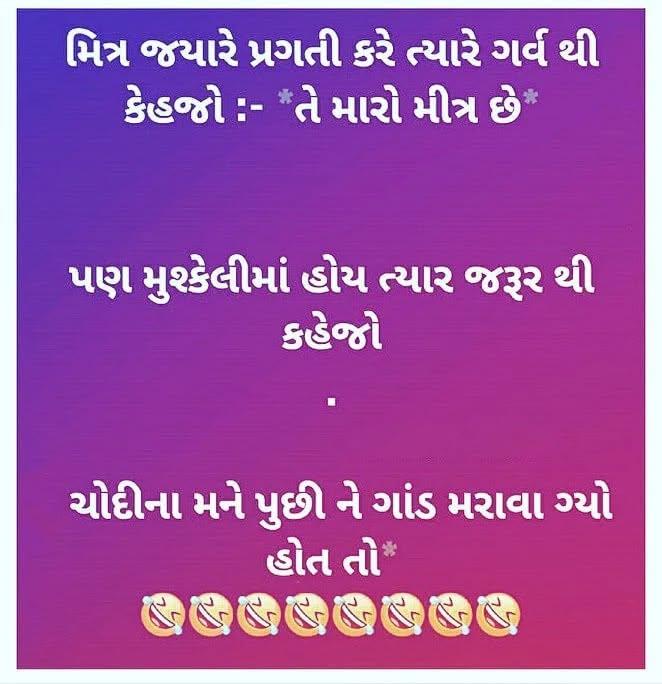 મિત્ર જયારે પ્રગતી કરે ત્યારે ગર્વ થી
કેહજો :- *તે મારો મીત્ર છે*
પણ મુશ્કેલીમાં હોય ત્યાર જરૂર થી
કહેજો
.
ચોદીના મને પુછી ને ગાંડ મરાવા ગ્યો
હોત તો*
🤣🤣🤣🤣🤣🤣🤣🤣